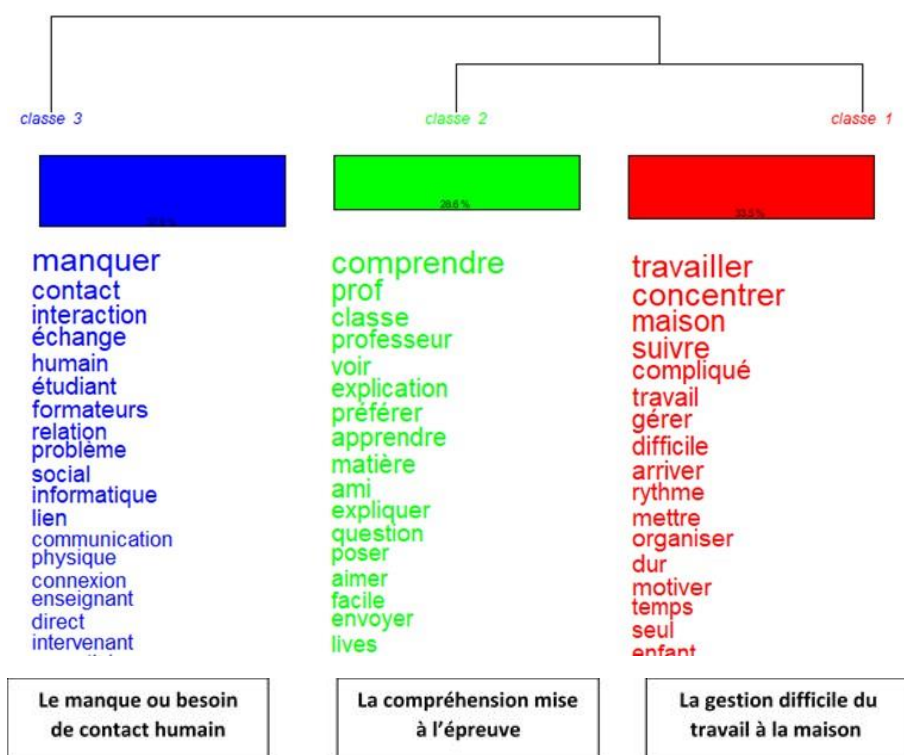 classe 3
classe 2
classe 1
28.6 %
33.5 %
manquer
contact
interaction
échange
humain
étudiant
formateurs
relation
problème
social
informatique
lien
communication
physique
connexion
enseignant
direct
intervenant
comprendre
prof
classe
professeur
voir
explication
préférer
apprendre
matière
ami
expliquer
question
poser
aimer
facile
envoyer
lives
travailler
concentrer
maison
suivre
compliqué
travail
gérer
difficile
arriver
rythme
mettre
organiser
dur
motiver
temps
seul
enfant
Le manque ou besoin
de contact humain
La compréhension mise
à l'épreuve
La gestion difficile du
travail à la maison